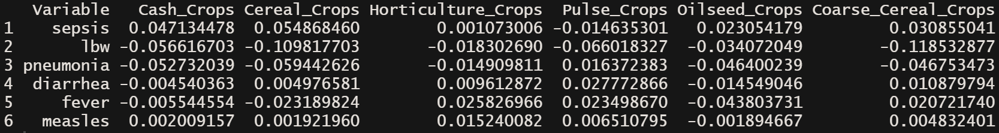 Variable Cash_Crops Cereal_Crops Horticulture_Crops Pulse_Crops Oilseed_Crops Coarse_Cereal_Crops
1 sepsis 0.047134478 0.054868460 0.001073006 -0.014635301 0.023054179 0.030855041
2 lbw -0.056616703 -0.109817703 -0.018302690 -0.066018327 -0.034072049 -0.118532877
3 pneumonia -0.052732039 -0.059442626 -0.014909811 0.016372383 -0.046400239 -0.046753473
4 diarrhea -0.004540363 0.004976581 0.009612872 0.027772866 -0.014549046 0.010879794
5 fever -0.005544554 -0.023189824 0.025826966 0.023498670 -0.043803731 0.020721740
6 measles 0.002009157 0.001921960 0.015240082 0.006510795 -0.001894667 0.004832401